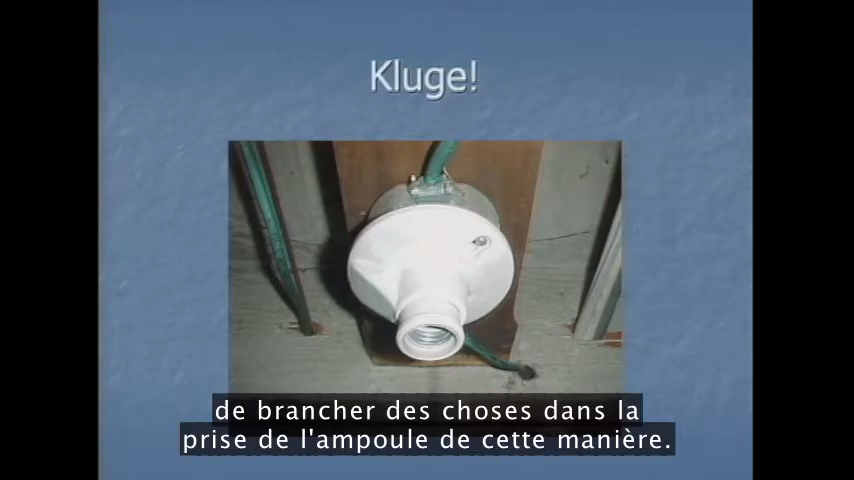 Kluge!
de brancher des choses dans la
prise de l'ampoule de cette manière.